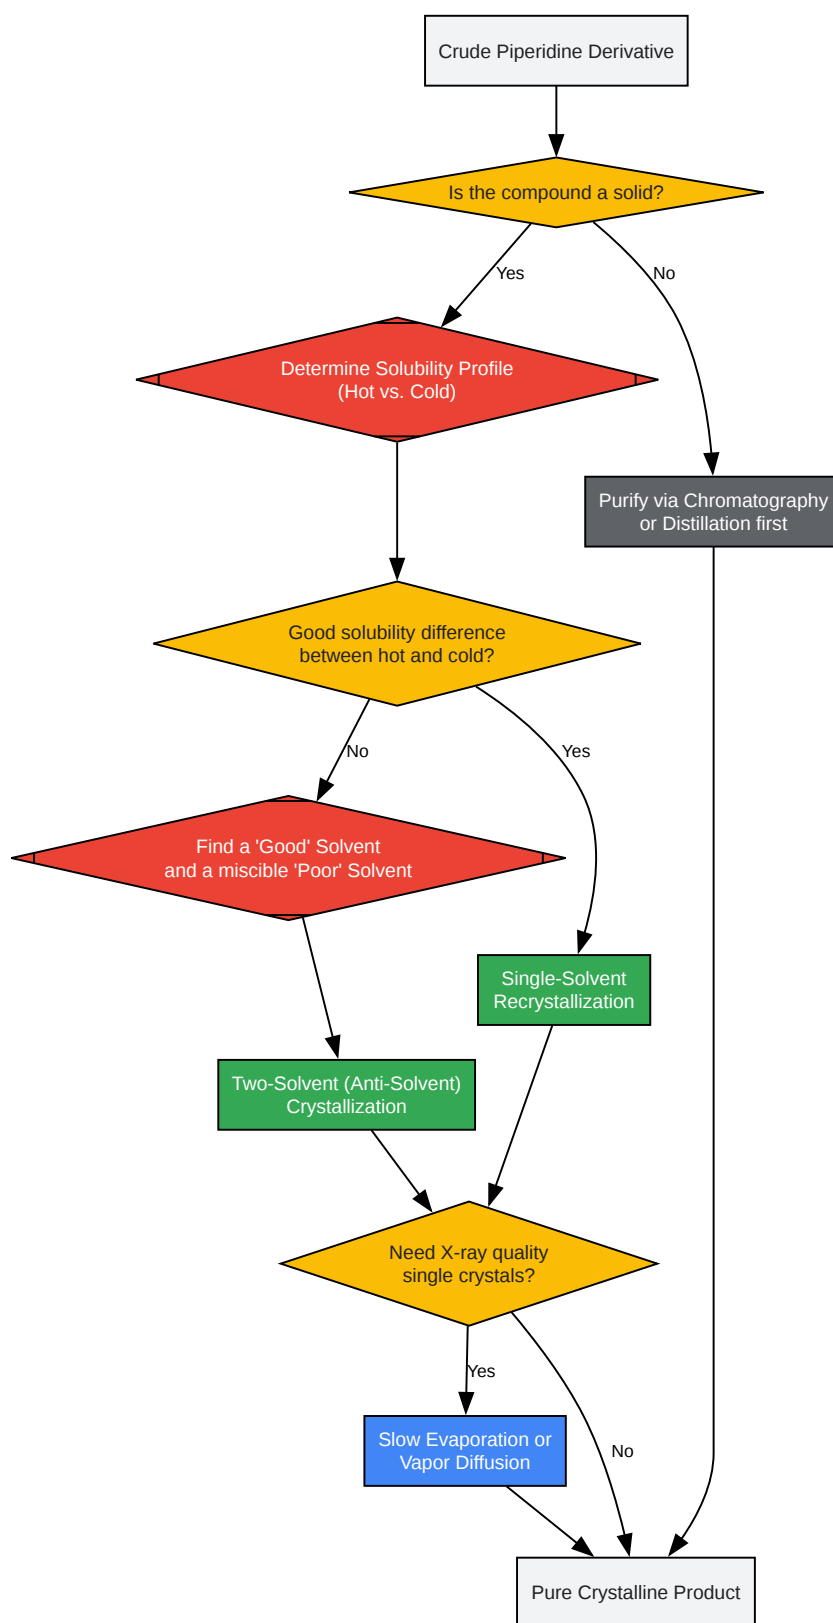 Crude Piperidine Derivative
Is the compound a solid?
Yes
No
Determine Solubility Profile
(Hot vs. Cold)
Purify via Chromatography
or Distillation first
Good solubility difference
between hot and cold?
No
Yes
Find a 'Good' Solvent
and a miscible 'Poor' Solvent
Single-Solvent
Recrystallization
Two-Solvent (Anti-Solvent)
Crystallization
Need X-ray quality
single crystals?
Yes
No
Slow Evaporation or
Vapor Diffusion
Pure Crystalline Product